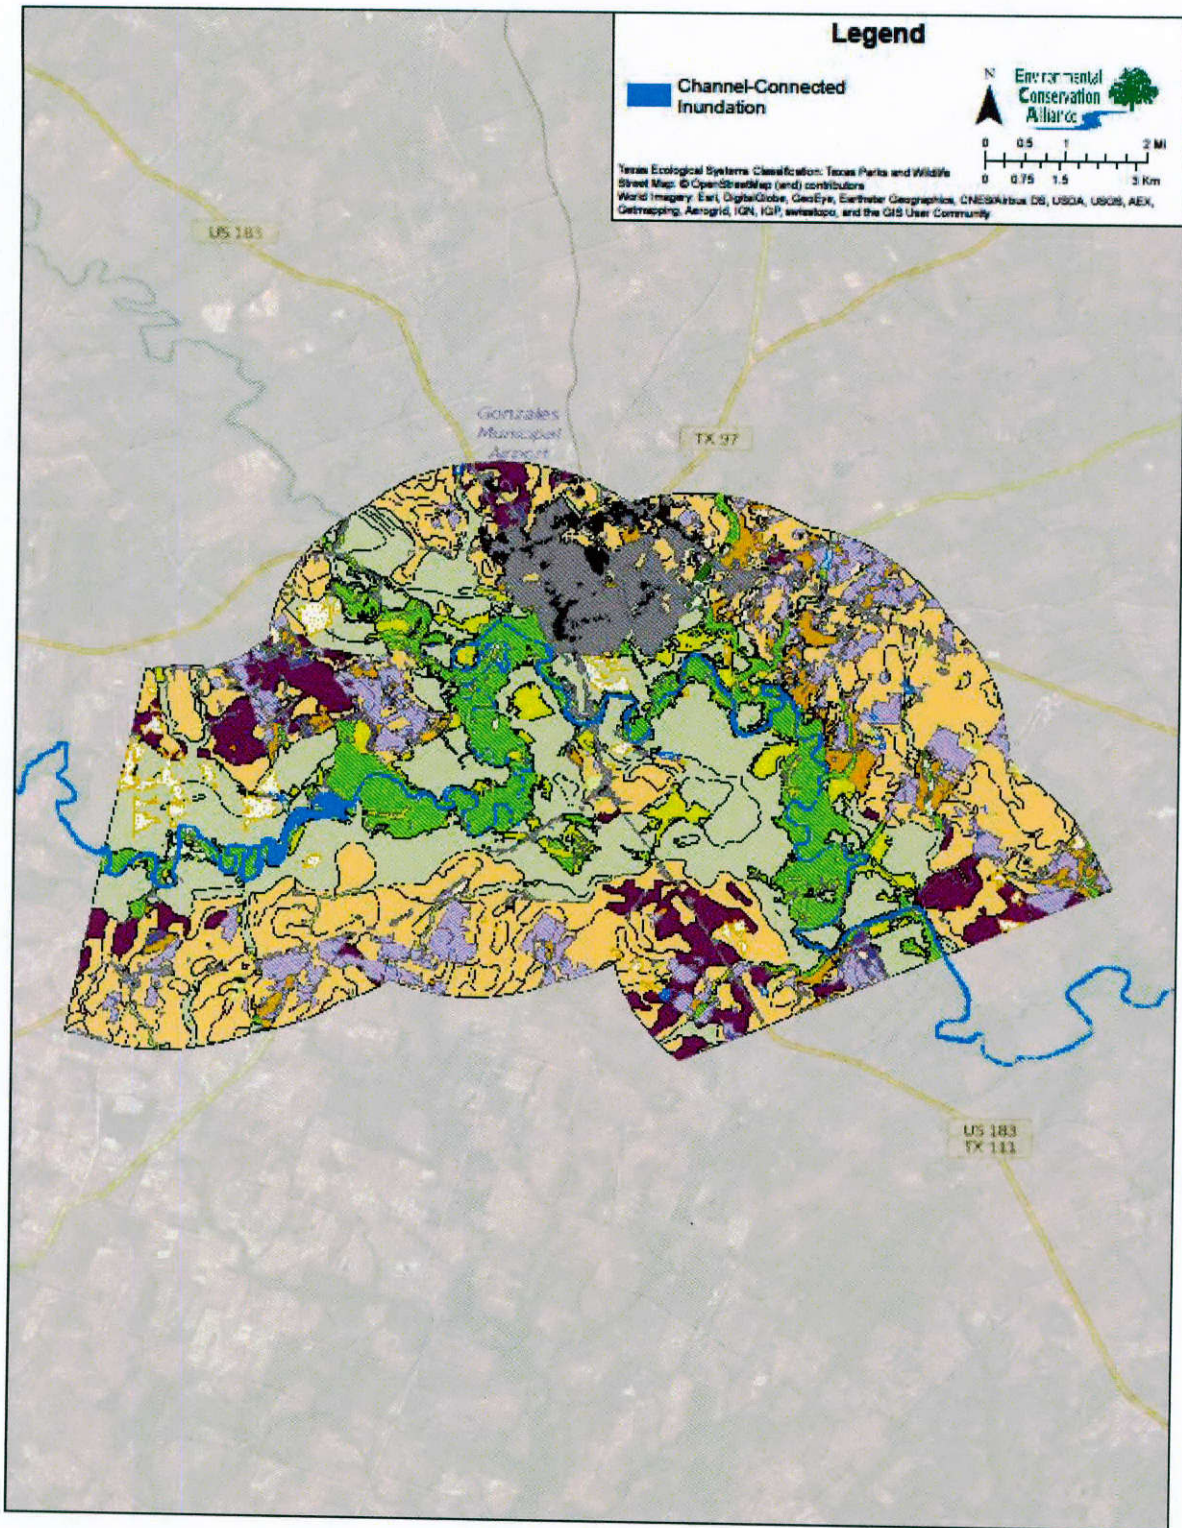 Legend
Channel-Connected
Inundation
N
Environmental
Conservation
Alliance
0 0.5 1 2 Mi
0 0.75 1.5 3 Km
Texas Ecological Systems Classification: Texas Parks and Wildlife
Street Map: © OpenStreetMap (and) contributors
World Imagery: Esri, DigitalGlobe, GeoEye, Earthstar Geographics, CNES/Airbus DS, USDA, USGS, AEX,
Getmapping, Aerogrid, IGN, IGP, swisstopo, and the GIS User Community
US 183
Gonzales
Municipal
Airport
TX 97
US 183
TX 111